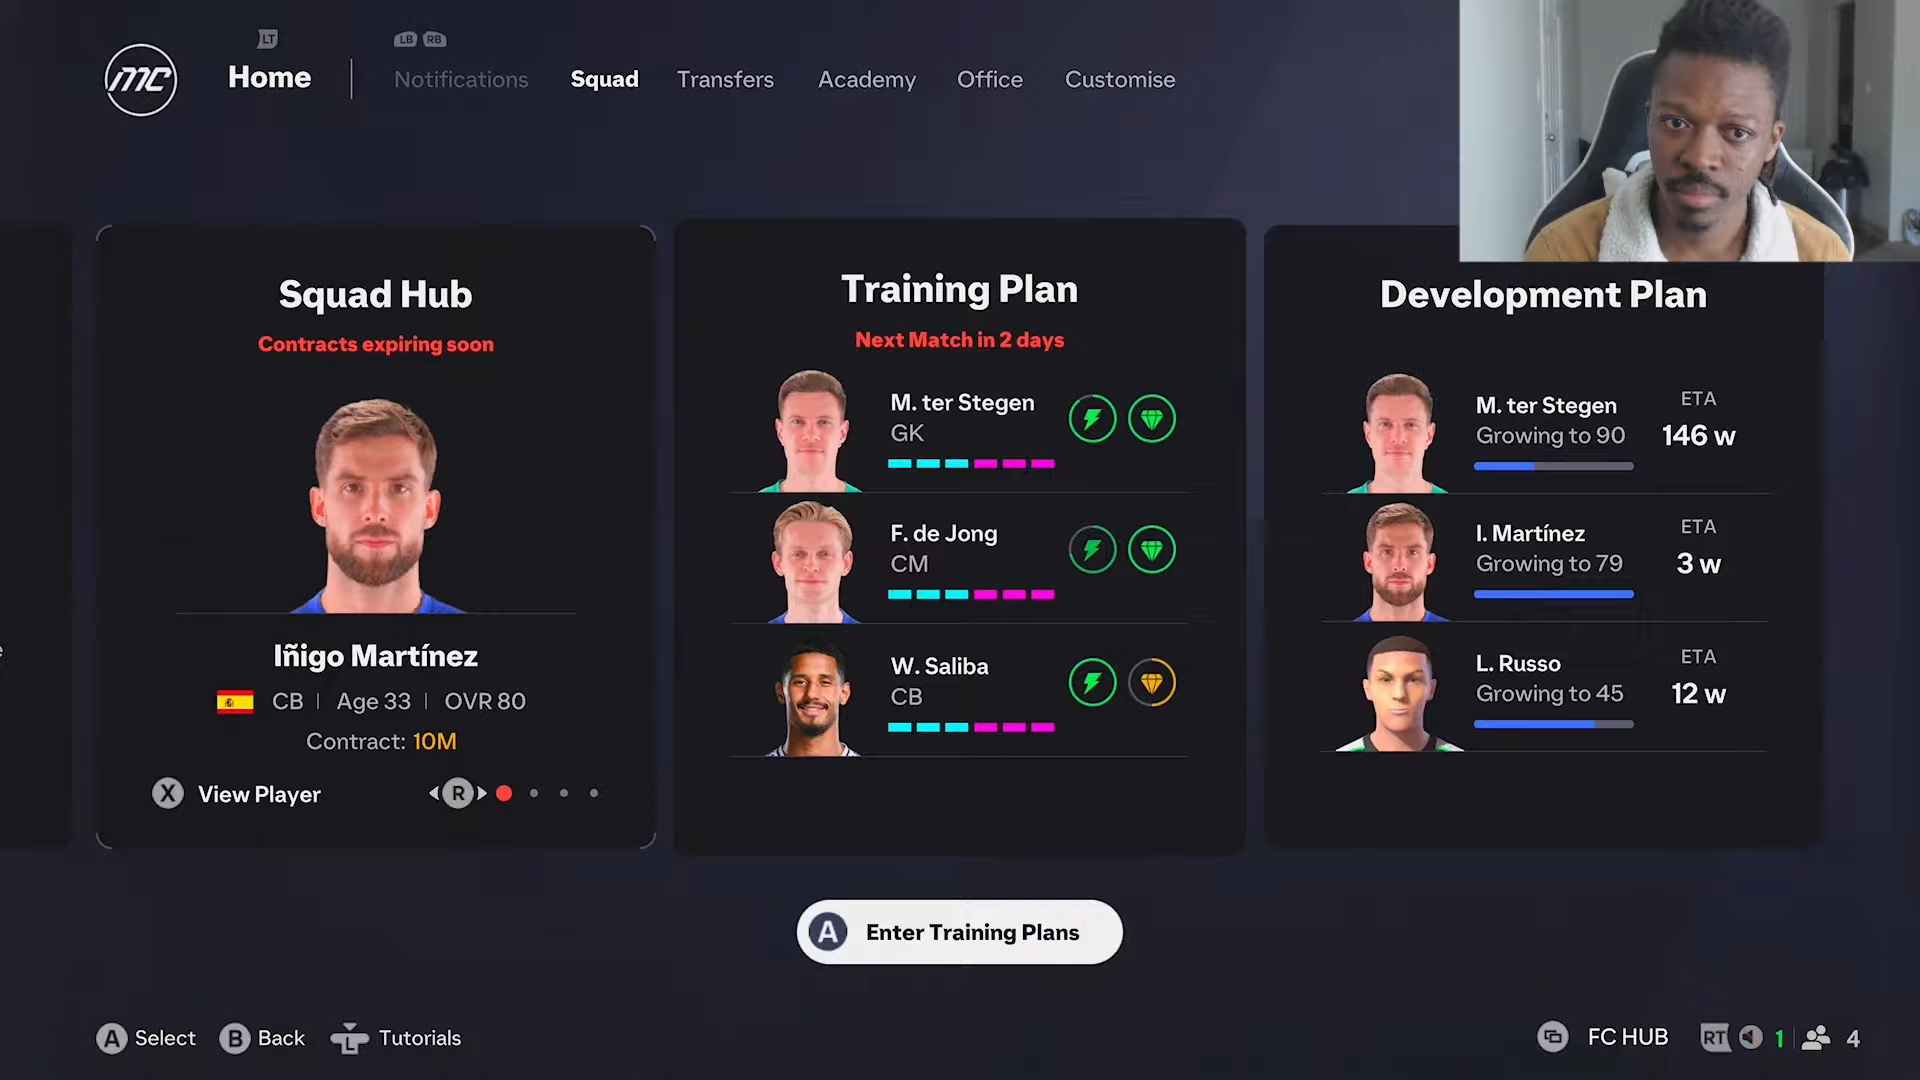 LT
LB RB
MC
Home
Notifications
Squad
Transfers
Academy
Office
Customise
Squad Hub
Contracts expiring soon
Iñigo Martínez
CB | Age 33 | OVR 80
Contract: 10M
X View Player
R
Training Plan
Next Match in 2 days
M. ter Stegen
GK
F. de Jong
CM
W. Saliba
CB
Development Plan
M. ter Stegen
Growing to 90
ETA
146 w
I. Martínez
Growing to 79
ETA
3 w
L. Russo
Growing to 45
ETA
12 w
A Enter Training Plans
A Select
B Back
L Tutorials
FC HUB
RT
1
4